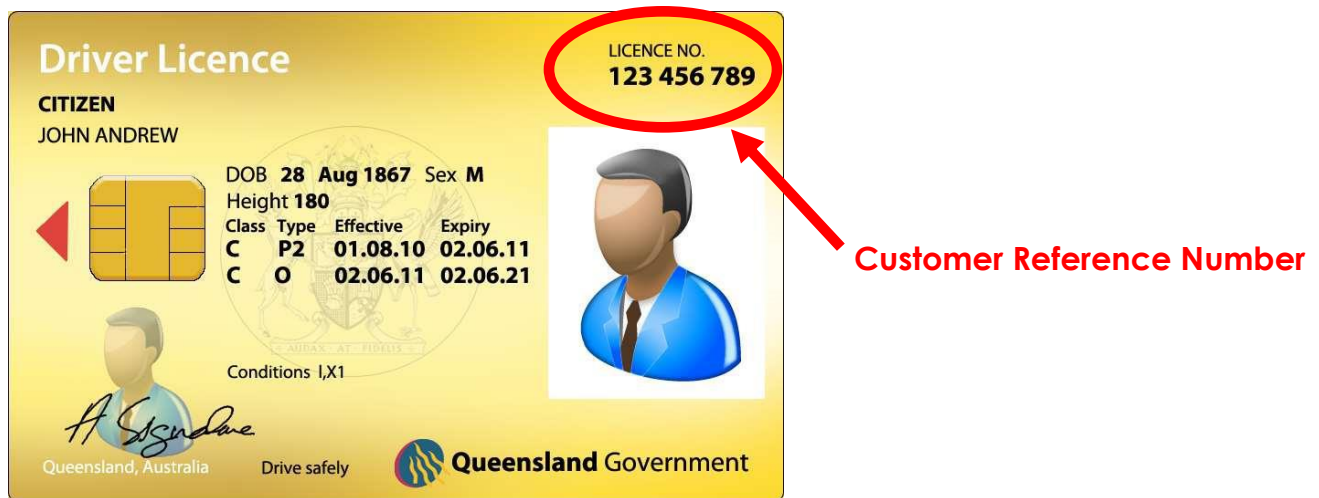 Driver Licence
LICENCE NO.
123 456 789
CITIZEN
JOHN ANDREW
DOB 28 Aug 1867 Sex M
Height 180
Class Type Effective Expiry
C P2 01.08.10 02.06.11
C O 02.06.11 02.06.21
Customer Reference Number
AUDAX AT FIDELIS
Conditions I,X1
A Signature
Queensland, Australia
Drive safely
Queensland Government